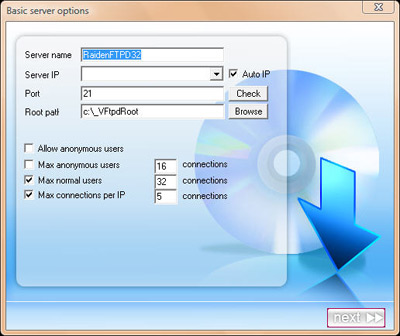 Basic server options
Server name RaidenFTPD32
Server IP Auto IP
Port 21 Check
Root path c:\_VFtpdRoot Browse
Allow anonymous users
Max anonymous users 16 connections
Max normal users 32 connections
Max connections per IP 5 connections
next